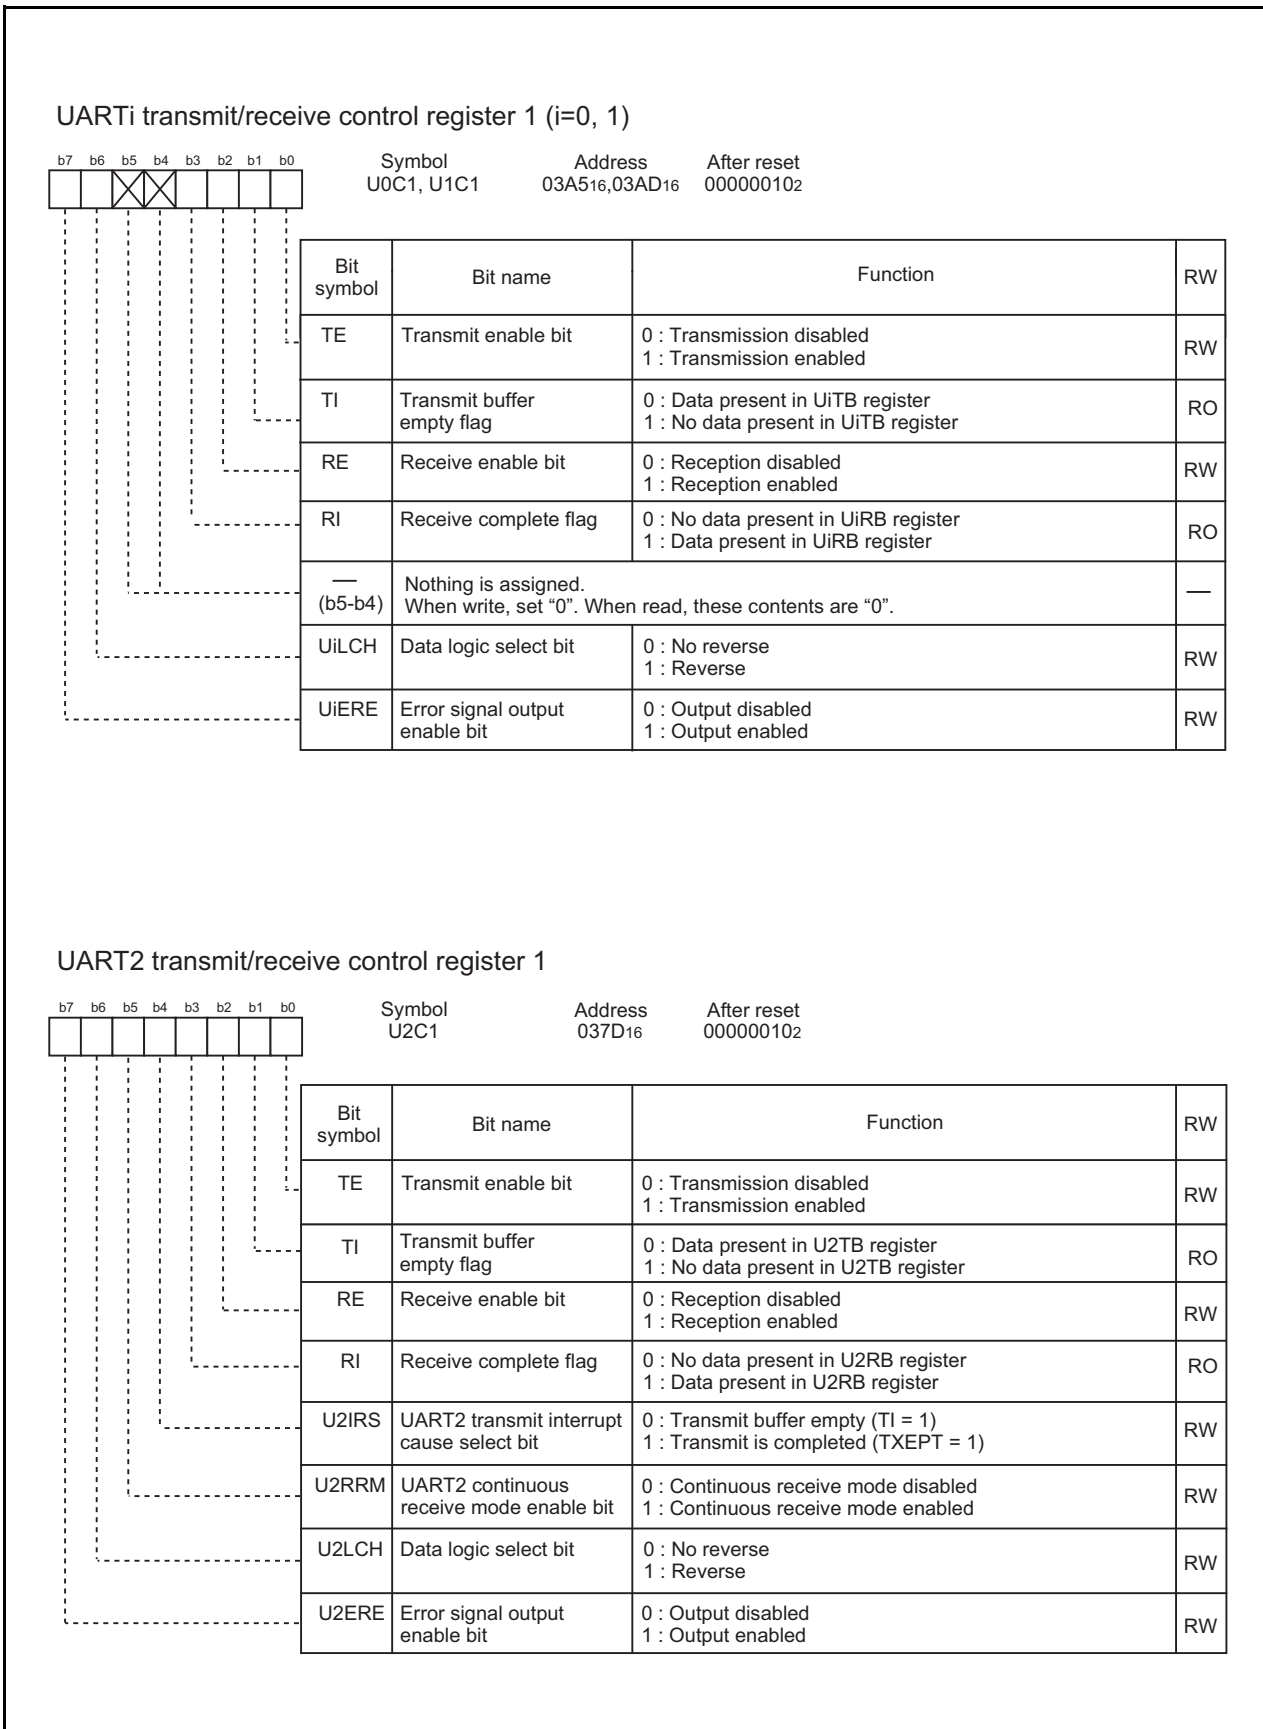 UARTi transmit/receive control register 1 (i=0, 1)
b7 b6 b5 b4 b3 b2 b1 b0
Symbol Address After reset
U0C1, U1C1 03A516,03AD16 000000102
Bit symbol Bit name Function RW
TE Transmit enable bit 0 : Transmission disabled
1 : Transmission enabled RW
TI Transmit buffer empty flag 0 : Data present in UiTB register
1 : No data present in UiTB register RO
RE Receive enable bit 0 : Reception disabled
1 : Reception enabled RW
RI Receive complete flag 0 : No data present in UiRB register
1 : Data present in UiRB register RO
— (b5-b4) Nothing is assigned.
When write, set “0”. When read, these contents are “0”. —
UiLCH Data logic select bit 0 : No reverse
1 : Reverse RW
UiERE Error signal output enable bit 0 : Output disabled
1 : Output enabled RW
UART2 transmit/receive control register 1
b7 b6 b5 b4 b3 b2 b1 b0
Symbol Address After reset
U2C1 037D16 000000102
Bit symbol Bit name Function RW
TE Transmit enable bit 0 : Transmission disabled
1 : Transmission enabled RW
TI Transmit buffer empty flag 0 : Data present in U2TB register
1 : No data present in U2TB register RO
RE Receive enable bit 0 : Reception disabled
1 : Reception enabled RW
RI Receive complete flag 0 : No data present in U2RB register
1 : Data present in U2RB register RO
U2IRS UART2 transmit interrupt cause select bit 0 : Transmit buffer empty (TI = 1)
1 : Transmit is completed (TXEPT = 1) RW
U2RRM UART2 continuous receive mode enable bit 0 : Continuous receive mode disabled
1 : Continuous receive mode enabled RW
U2LCH Data logic select bit 0 : No reverse
1 : Reverse RW
U2ERE Error signal output enable bit 0 : Output disabled
1 : Output enabled RW